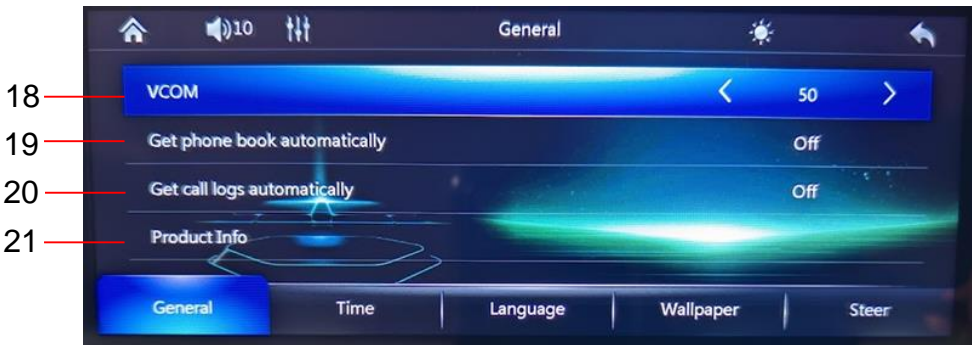 10 General
18 VCOM 50
19 Get phone book automatically Off
20 Get call logs automatically Off
21 Product Info
General Time Language Wallpaper Steer